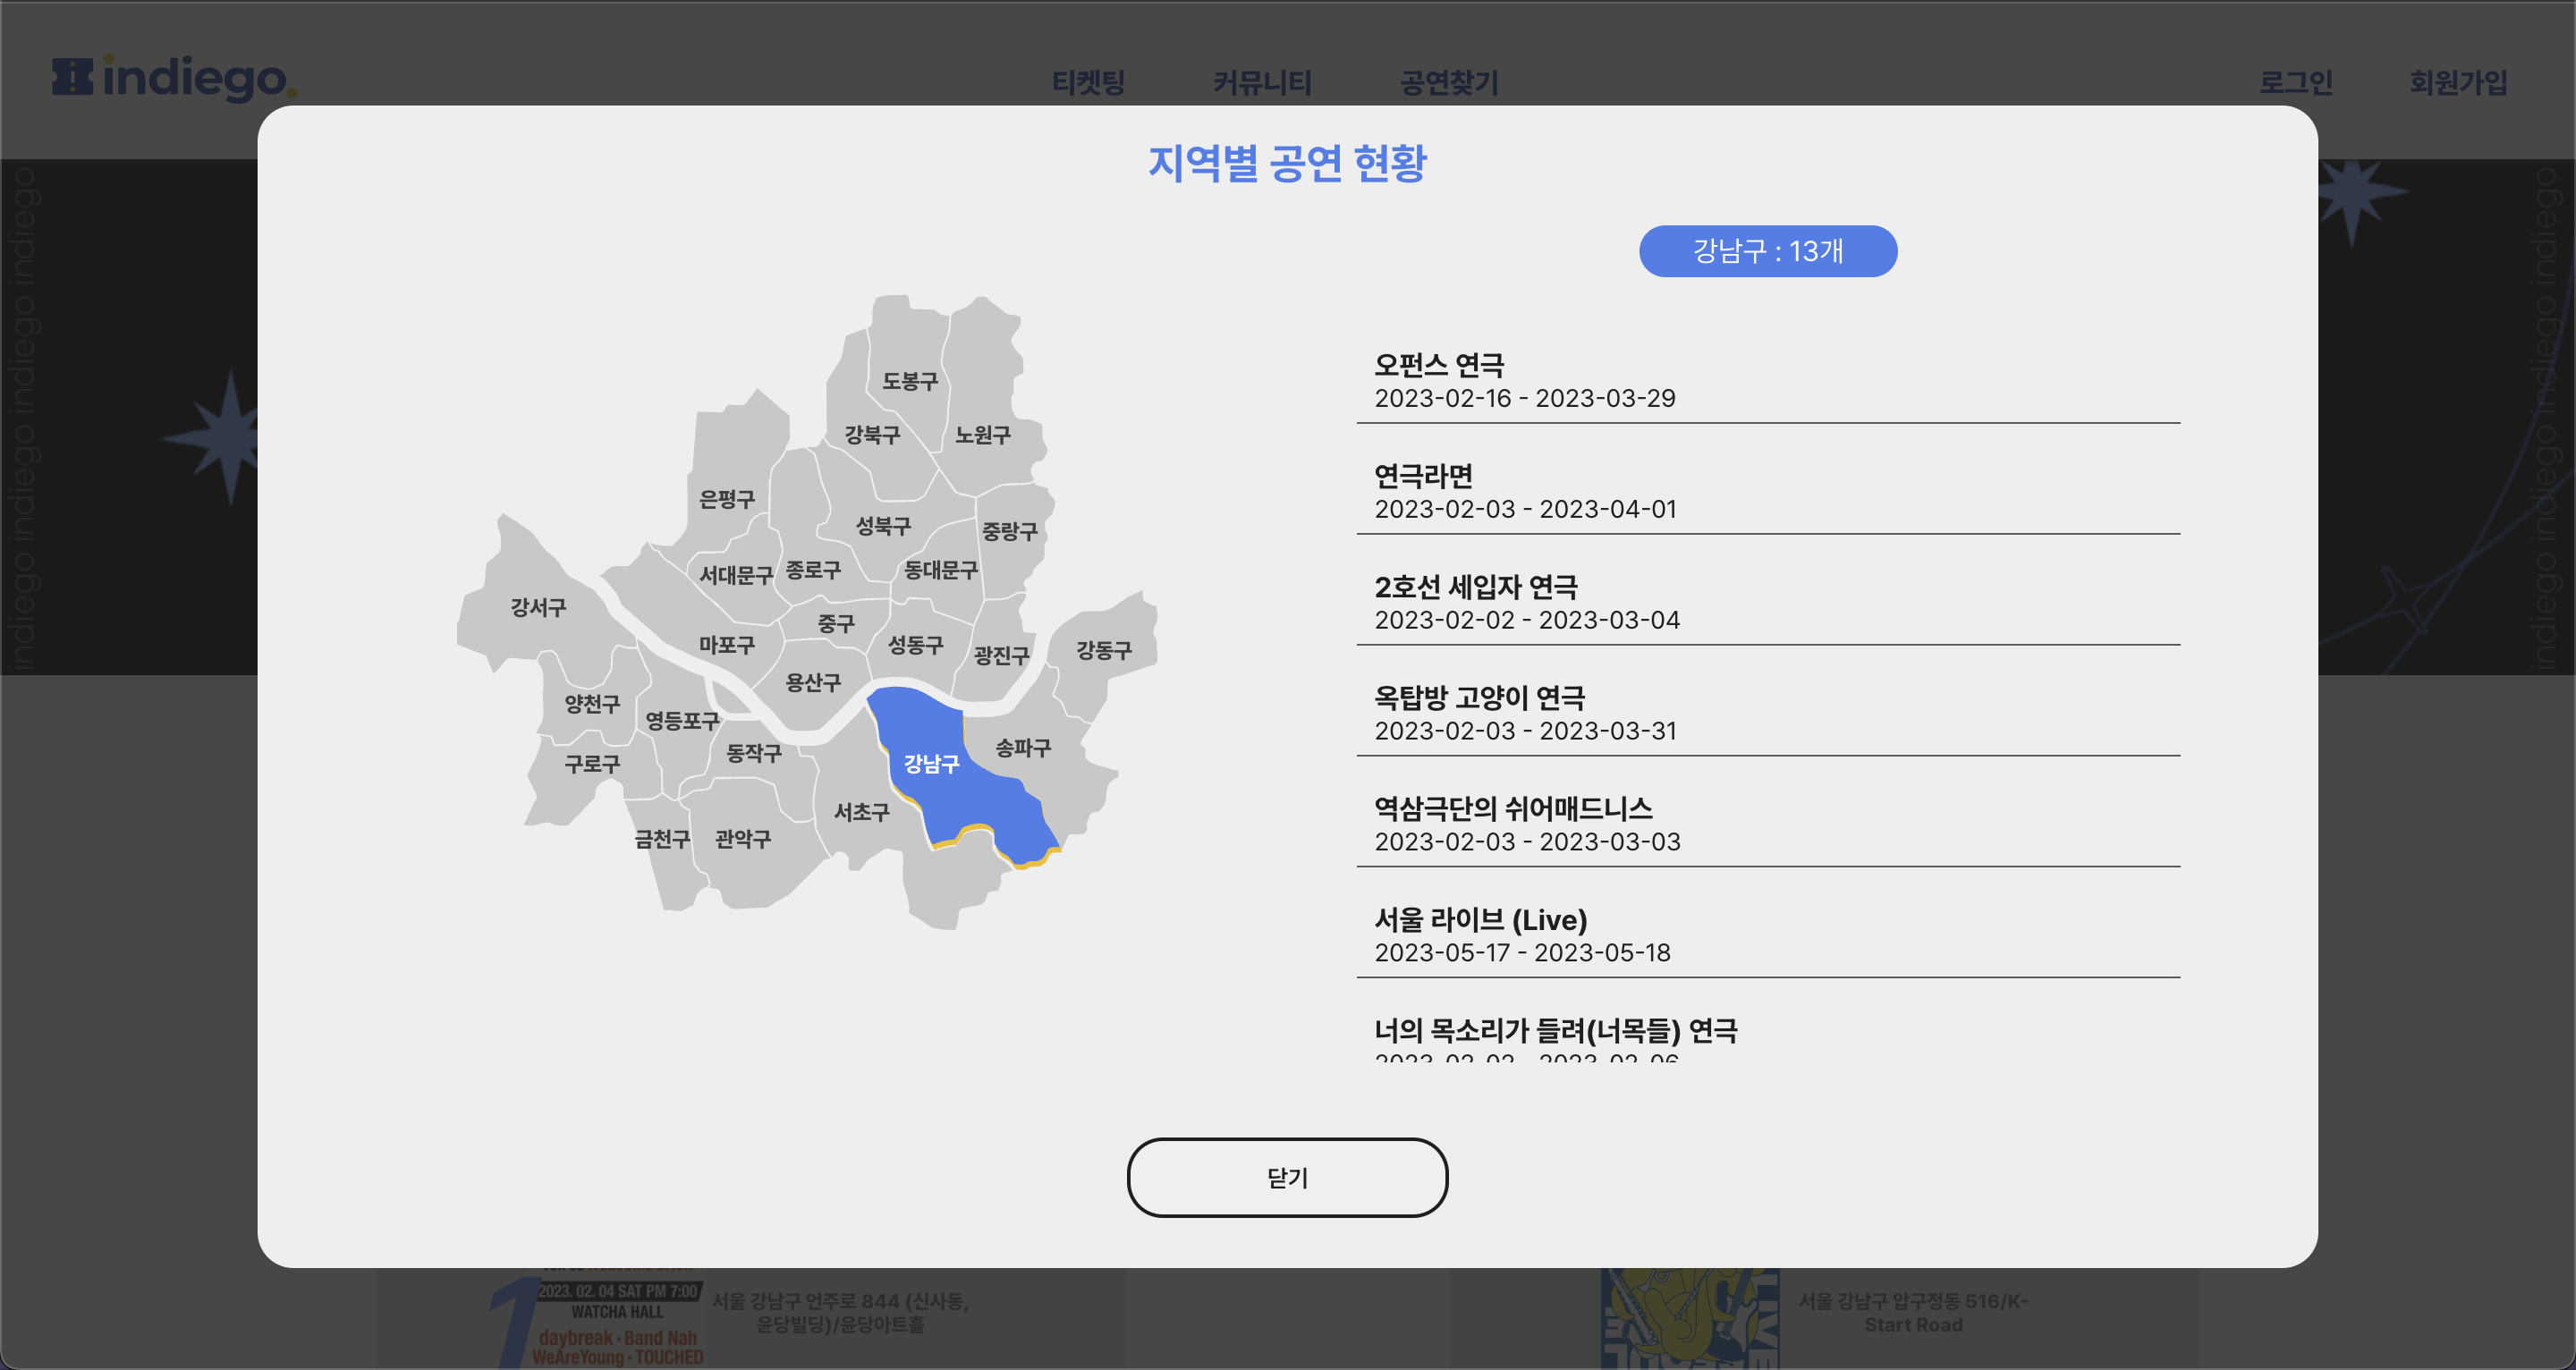 indiego
티켓팅 커뮤니티 공연찾기 로그인 회원가입
지역별 공연 현황
도봉구
강북구
노원구
은평구
성북구
중랑구
서대문구
종로구
동대문구
강서구
중구
마포구
성동구
광진구
강동구
용산구
양천구
영등포구
동작구
구로구
강남구
송파구
서초구
금천구
관악구
강남구 : 13개
오펀스 연극
2023-02-16 - 2023-03-29
연극라면
2023-02-03 - 2023-04-01
2호선 세입자 연극
2023-02-02 - 2023-03-04
옥탑방 고양이 연극
2023-02-03 - 2023-03-31
역삼극단의 쉬어매드니스
2023-02-03 - 2023-03-03
서울 라이브 (Live)
2023-05-17 - 2023-05-18
너의 목소리가 들려(너목들) 연극
닫기
indiego indiego indiego indiego
indiego indiego indiego indiego
1
2023. 02. 04 SAT PM 7:00
WATCHA HALL
daybreak • Band Nah
WeAreYoung • TOUCHED
서울 강남구 언주로 844 (신사동,
윤당빌딩)/윤당아트홀
서울 강남구 압구정동 516/K-
Start Road